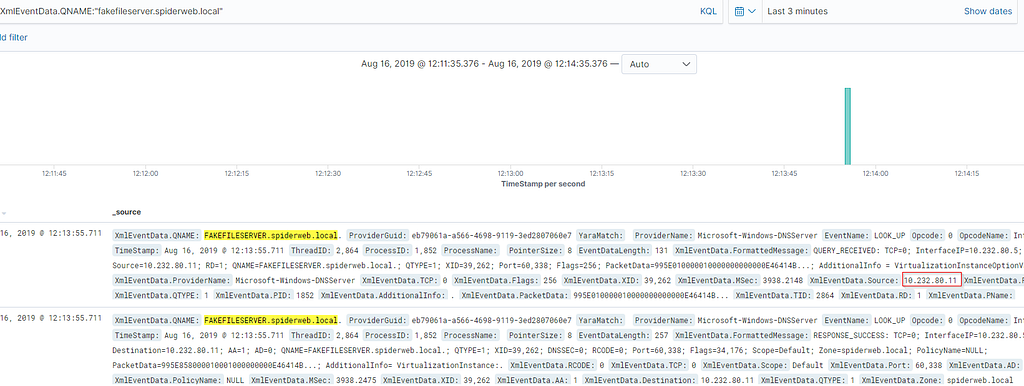 XmlEventData.QNAME:"fakefileserver.spiderweb.local" KQL Last 3 minutes Show dates
dd filter
Aug 16, 2019 @ 12:11:35.376 - Aug 16, 2019 @ 12:14:35.376 — Auto
12:11:45 12:12:00 12:12:15 12:12:30 12:12:45 12:13:00 12:13:15 12:13:30 12:13:45 12:14:00 12:14:15
TimeStamp per second
_source
16, 2019 @ 12:13:55.711 XmlEventData.QNAME: FAKEFILESERVER.spiderweb.local. ProviderGuid: eb79061a-a566-4698-9119-3ed2807060e7 YaraMatch: ProviderName: Microsoft-Windows-DNSServer EventName: LOOK_UP Opcode: 0 OpcodeName: In
TimeStamp: Aug 16, 2019 @ 12:13:55.711 ThreadID: 2,864 ProcessID: 1,852 ProcessName: PointerSize: 8 EventDataLength: 131 XmlEventData.FormattedMessage: QUERY_RECEIVED: TCP=0; InterfaceIP=10.232.80.5;
Source=10.232.80.11; RD=1; QNAME=FAKEFILESERVER.spiderweb.local.; QTYPE=1; XID=39,262; Port=60,338; Flags=256; PacketData=995E01000001000000000000E46414B...; AdditionalInfo = VirtualizationInstanceOptionV
XmlEventData.ProviderName: Microsoft-Windows-DNSServer XmlEventData.TCP: 0 XmlEventData.Flags: 256 XmlEventData.XID: 39,262 XmlEventData.MSec: 3938.2148 XmlEventData.Source: 10.232.80.11 XmlEventData.P
XmlEventData.QTYPE: 1 XmlEventData.PID: 1852 XmlEventData.AdditionalInfo: . XmlEventData.PacketData: 995E01000001000000000000E46414B... XmlEventData.TID: 2864 XmlEventData.RD: 1 XmlEventData.PName:
16, 2019 @ 12:13:55.711 XmlEventData.QNAME: FAKEFILESERVER.spiderweb.local. ProviderGuid: eb79061a-a566-4698-9119-3ed2807060e7 YaraMatch: ProviderName: Microsoft-Windows-DNSServer EventName: LOOK_UP Opcode: 0 OpcodeName: In
TimeStamp: Aug 16, 2019 @ 12:13:55.711 ThreadID: 2,864 ProcessID: 1,852 ProcessName: PointerSize: 8 EventDataLength: 257 XmlEventData.FormattedMessage: RESPONSE_SUCCESS: TCP=0; InterfaceIP=10.232.80.
Destination=10.232.80.11; AA=1; AD=0; QNAME=FAKEFILESERVER.spiderweb.local.; QTYPE=1; XID=39,262; DNSSEC=0; RCODE=0; Port=60,338; Flags=34,176; Scope=Default; Zone=spiderweb.local; PolicyName=NULL;
PacketData=995E85800001000100000000E46414B...; AdditionalInfo= VirtualizationInstance:. XmlEventData.RCODE: 0 XmlEventData.TCP: 0 XmlEventData.Scope: Default XmlEventData.Port: 60,338 XmlEventData.AD:
XmlEventData.PolicyName: NULL XmlEventData.MSec: 3938.2475 XmlEventData.XID: 39,262 XmlEventData.AA: 1 XmlEventData.Destination: 10.232.80.11 XmlEventData.QTYPE: 1 XmlEventData.Zone: spiderweb.local